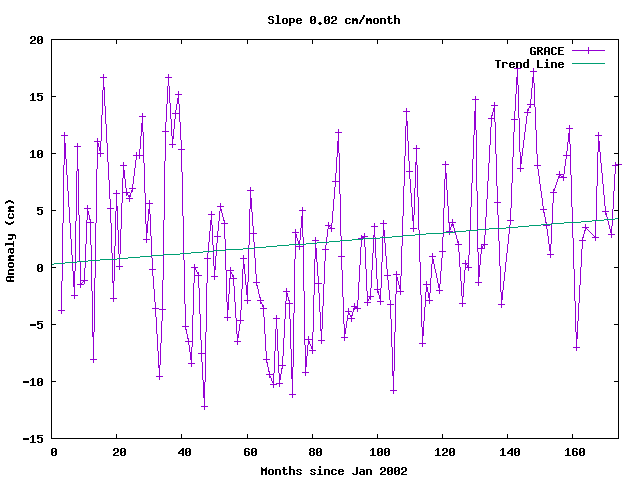 Slope 0.02 cm/month
20
GRACE
Trend Line
15
10
5
0
-5
-10
-15
Anomaly (cm)
0 20 40 60 80 100 120 140 160
Months since Jan 2002